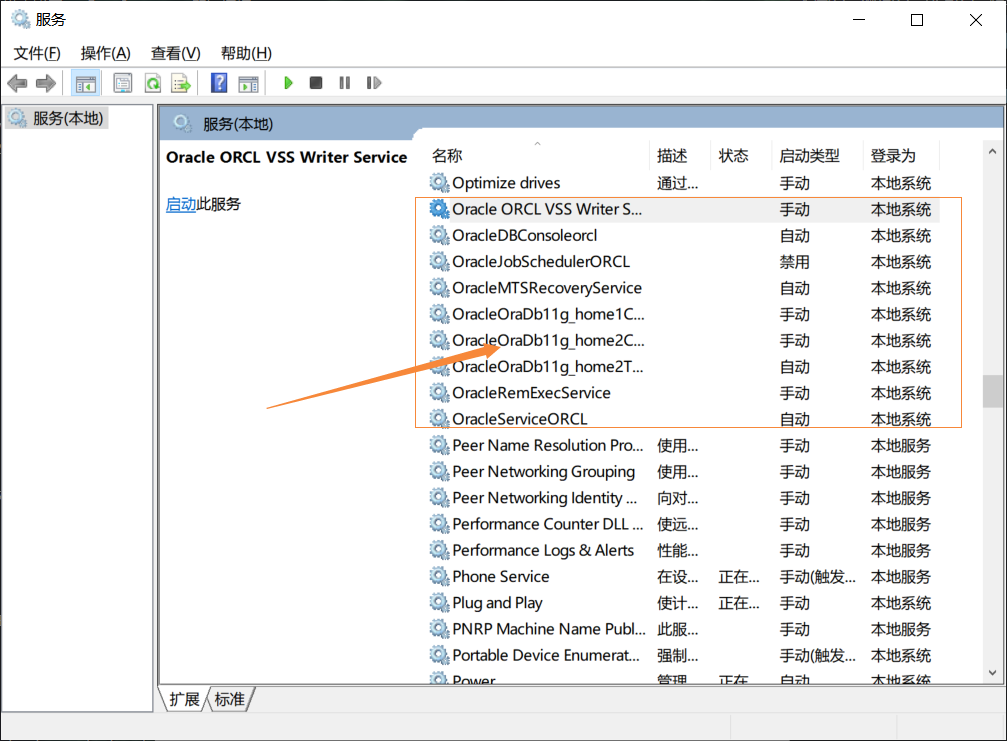 服务
文件(F) 操作(A) 查看(V) 帮助(H)
服务(本地)
服务(本地)
Oracle ORCL VSS Writer Service
启动此服务
名称 描述 状态 启动类型 登录为
Optimize drives 通过... 手动 本地系统
Oracle ORCL VSS Writer S... 手动 本地系统
OracleDBConsoleorcl 自动 本地系统
OracleJobSchedulerORCL 禁用 本地系统
OracleMTSRecoveryService 自动 本地系统
OracleOraDb11g_home1C... 手动 本地系统
OracleOraDb11g_home2C... 手动 本地系统
OracleOraDb11g_home2T... 自动 本地系统
OracleRemExecService 手动 本地系统
OracleServiceORCL 自动 本地系统
Peer Name Resolution Pro... 使用... 手动 本地服务
Peer Networking Grouping 使用... 手动 本地服务
Peer Networking Identity ... 向对... 手动 本地服务
Performance Counter DLL ... 使远... 手动 本地服务
Performance Logs & Alerts 性能... 手动 本地服务
Phone Service 在设... 正在... 手动(触发... 本地服务
Plug and Play 使计... 正在... 手动 本地系统
PNRP Machine Name Publ... 此服... 手动 本地服务
Portable Device Enumerat... 强制... 手动(触发... 本地系统
Power 管理 正在 自动 本地系统
扩展 标准